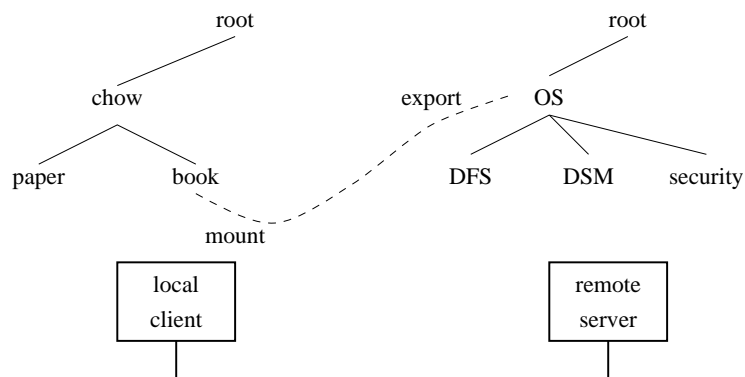 root
root
chow
export
OS
paper
book
DFS
DSM
security
mount
local
client
remote
server